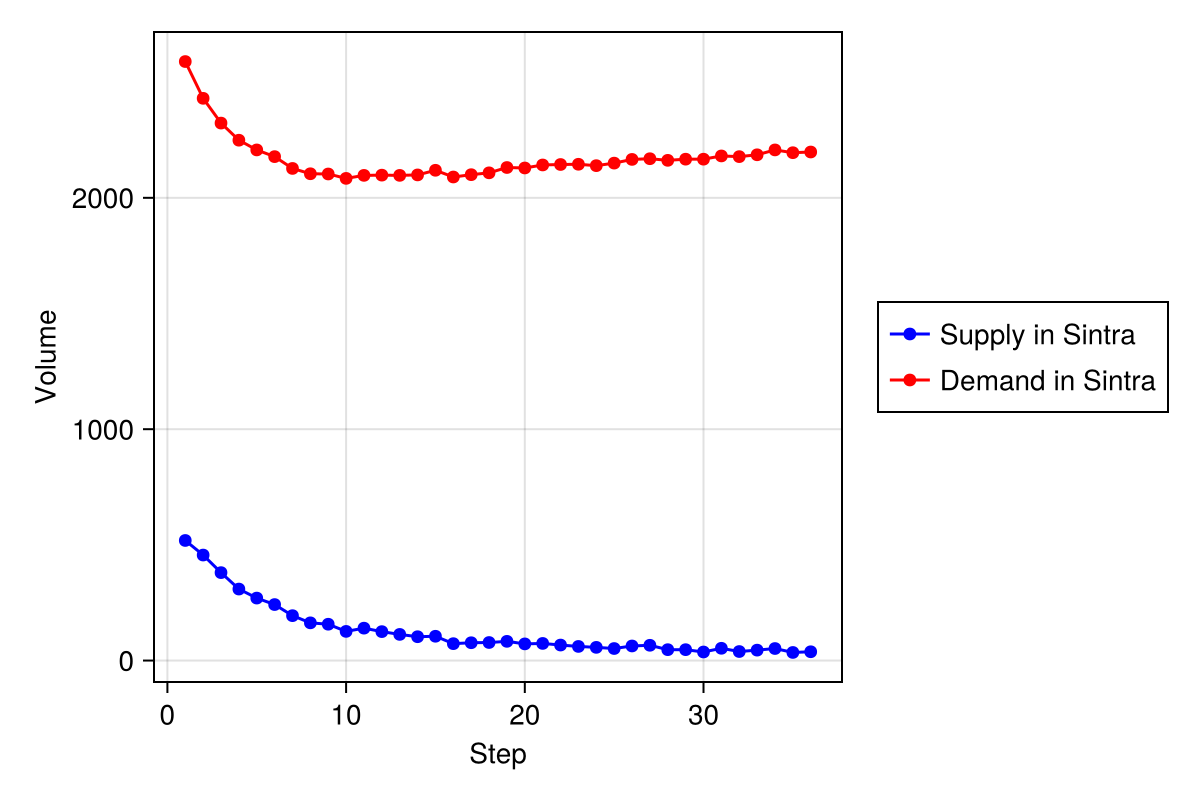 2000
1000
0
Volume
0 10 20 30
Step
Supply in Sintra
Demand in Sintra